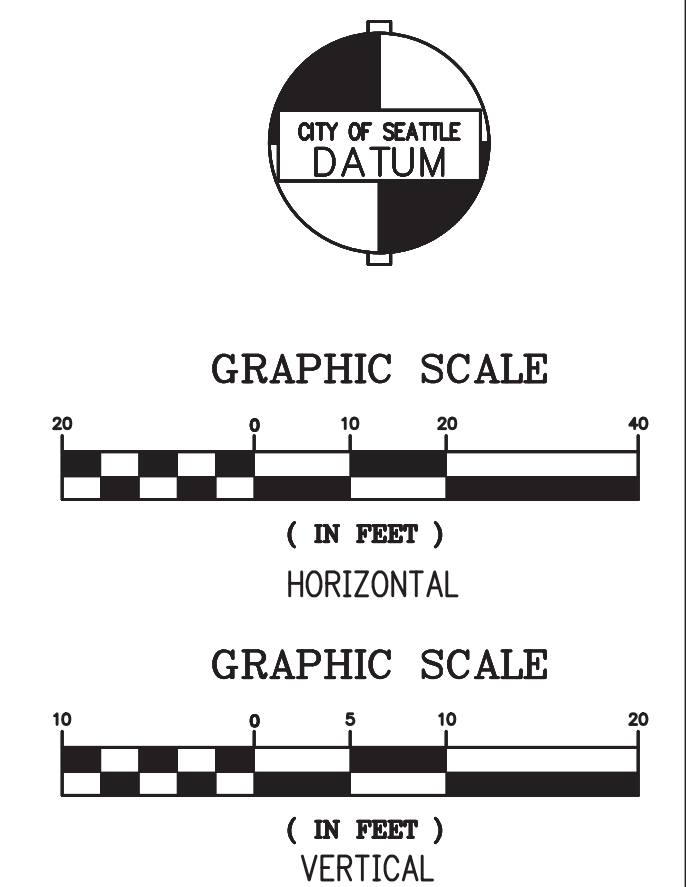 CITY OF SEATTLE
DATUM
GRAPHIC SCALE
20 0 10 20 40
( IN FEET )
HORIZONTAL
GRAPHIC SCALE
10 0 5 10 20
( IN FEET )
VERTICAL